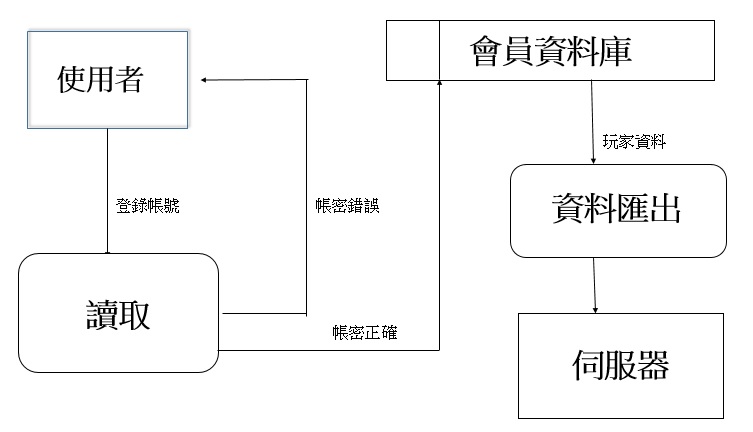 使用者
會員資料庫
玩家資料
登錄帳號
帳密錯誤
資料匯出
讀取
帳密正確
伺服器